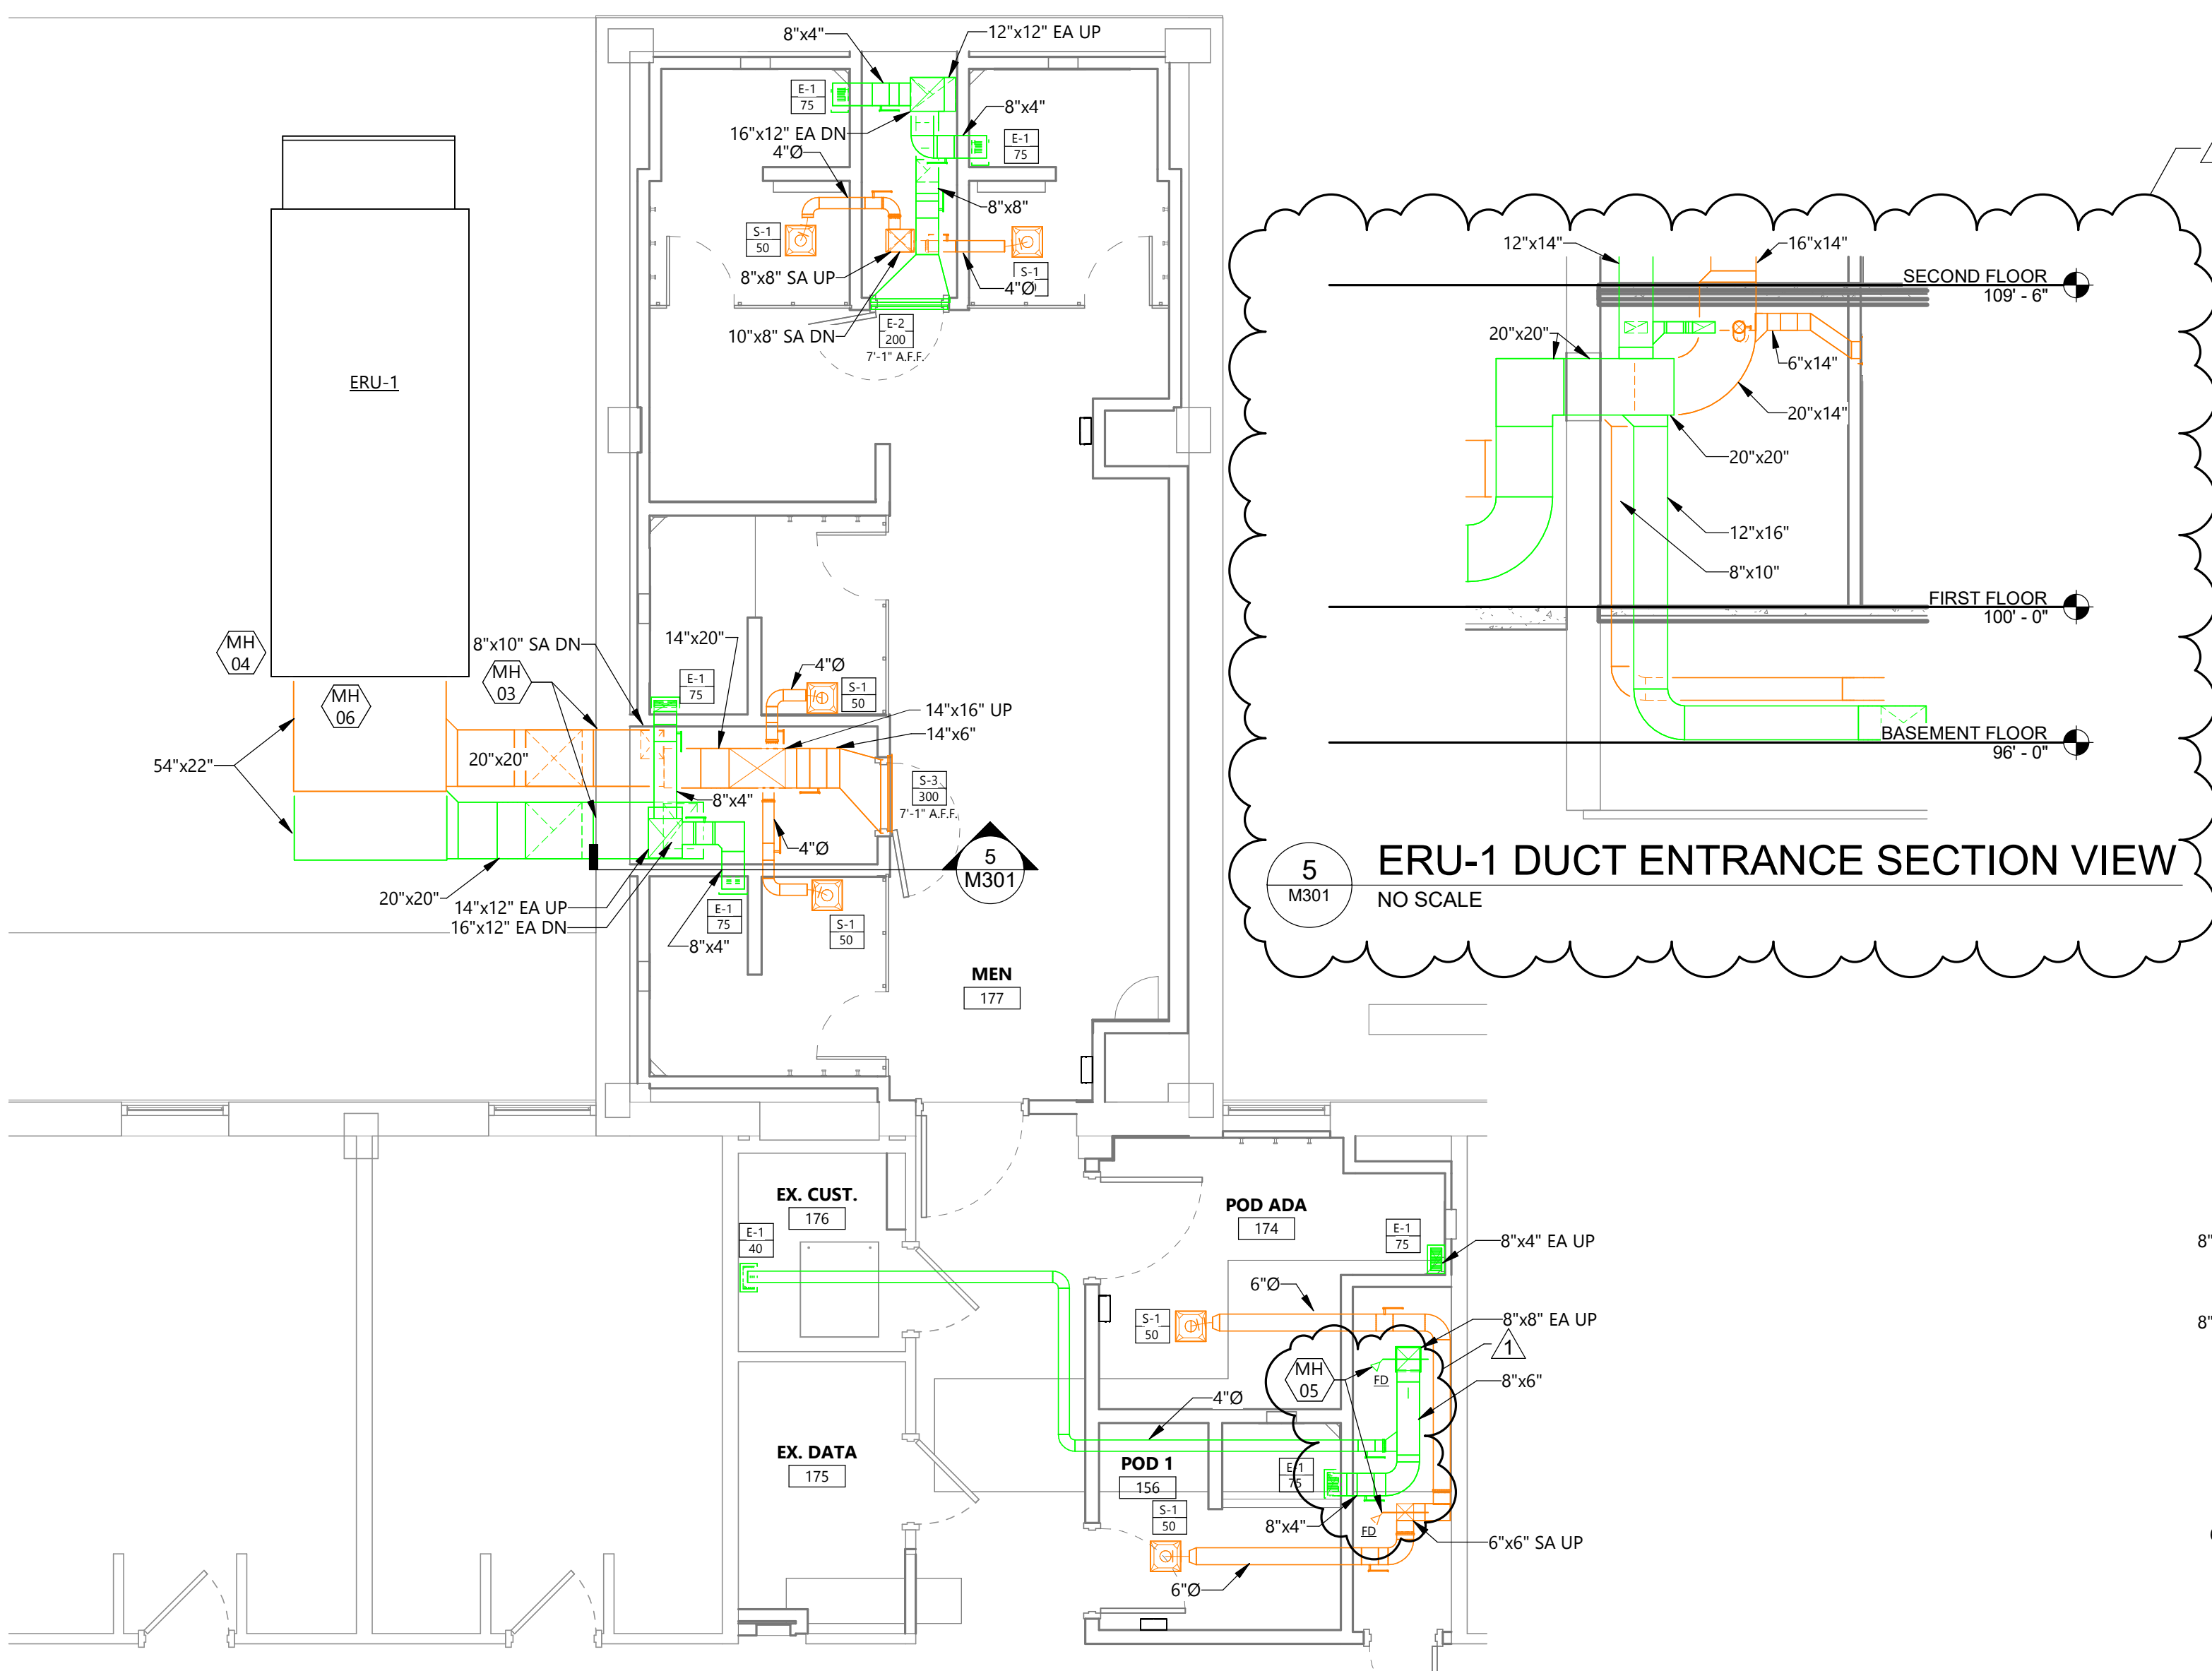 8"x4"
12"x12" EA UP
E-1
75
8"x4"
16"x12" EA DN
4"Ø
E-1
75
8"x8"
S-1
50
8"x8" SA UP
S-1
4"Ø
10"x8" SA DN
E-2
200
7'-1" A.F.F.
ERU-1
12"x14"
16"x14"
SECOND FLOOR
109' - 6"
20"x20"
6"x14"
20"x14"
20"x20"
12"x16"
8"x10"
FIRST FLOOR
100' - 0"
BASEMENT FLOOR
96' - 0"
5
M301
ERU-1 DUCT ENTRANCE SECTION VIEW
NO SCALE
MH
04
MH
06
MH
03
8"x10" SA DN
14"x20"
4"Ø
E-1
75
S-1
50
14"x16" UP
14"x6"
54"x22"
20"x20"
8"x4"
S-3
300
7'-1" A.F.F.
4"Ø
5
M301
20"x20"
14"x12" EA UP
16"x12" EA DN
E-1
75
8"x4"
S-1
50
MEN
177
EX. CUST.
176
E-1
40
POD ADA
174
E-1
75
8"x4" EA UP
6"Ø
S-1
50
8"x8" EA UP
1
MH
05
FD
8"x6"
4"Ø
EX. DATA
175
POD 1
156
E-1
75
S-1
50
8"x4"
FD
6"x6" SA UP
6"Ø
8"
8"